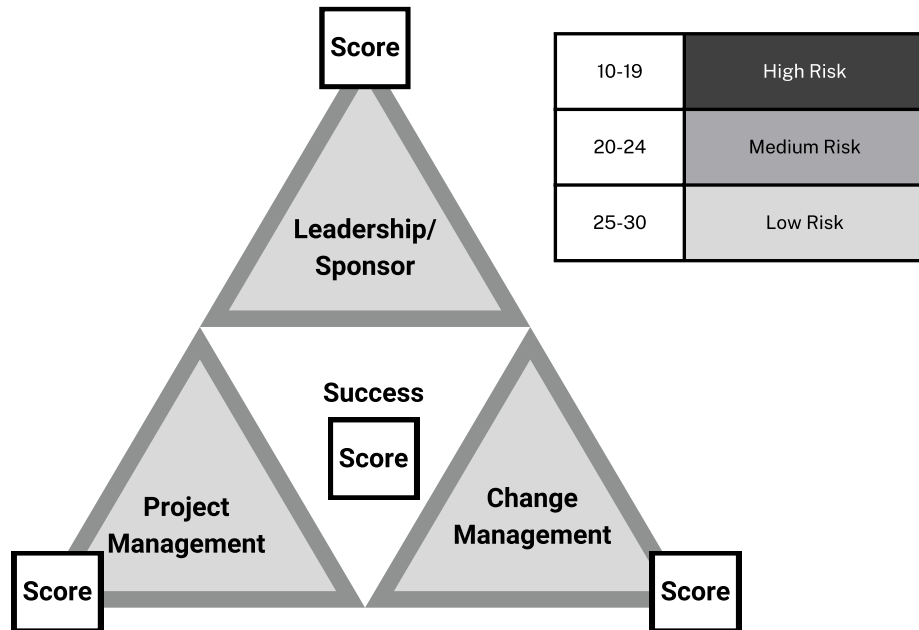 Score
10-19 High Risk
20-24 Medium Risk
25-30 Low Risk
Leadership/
Sponsor
Success
Score
Project
Management
Change
Management
Score
Score